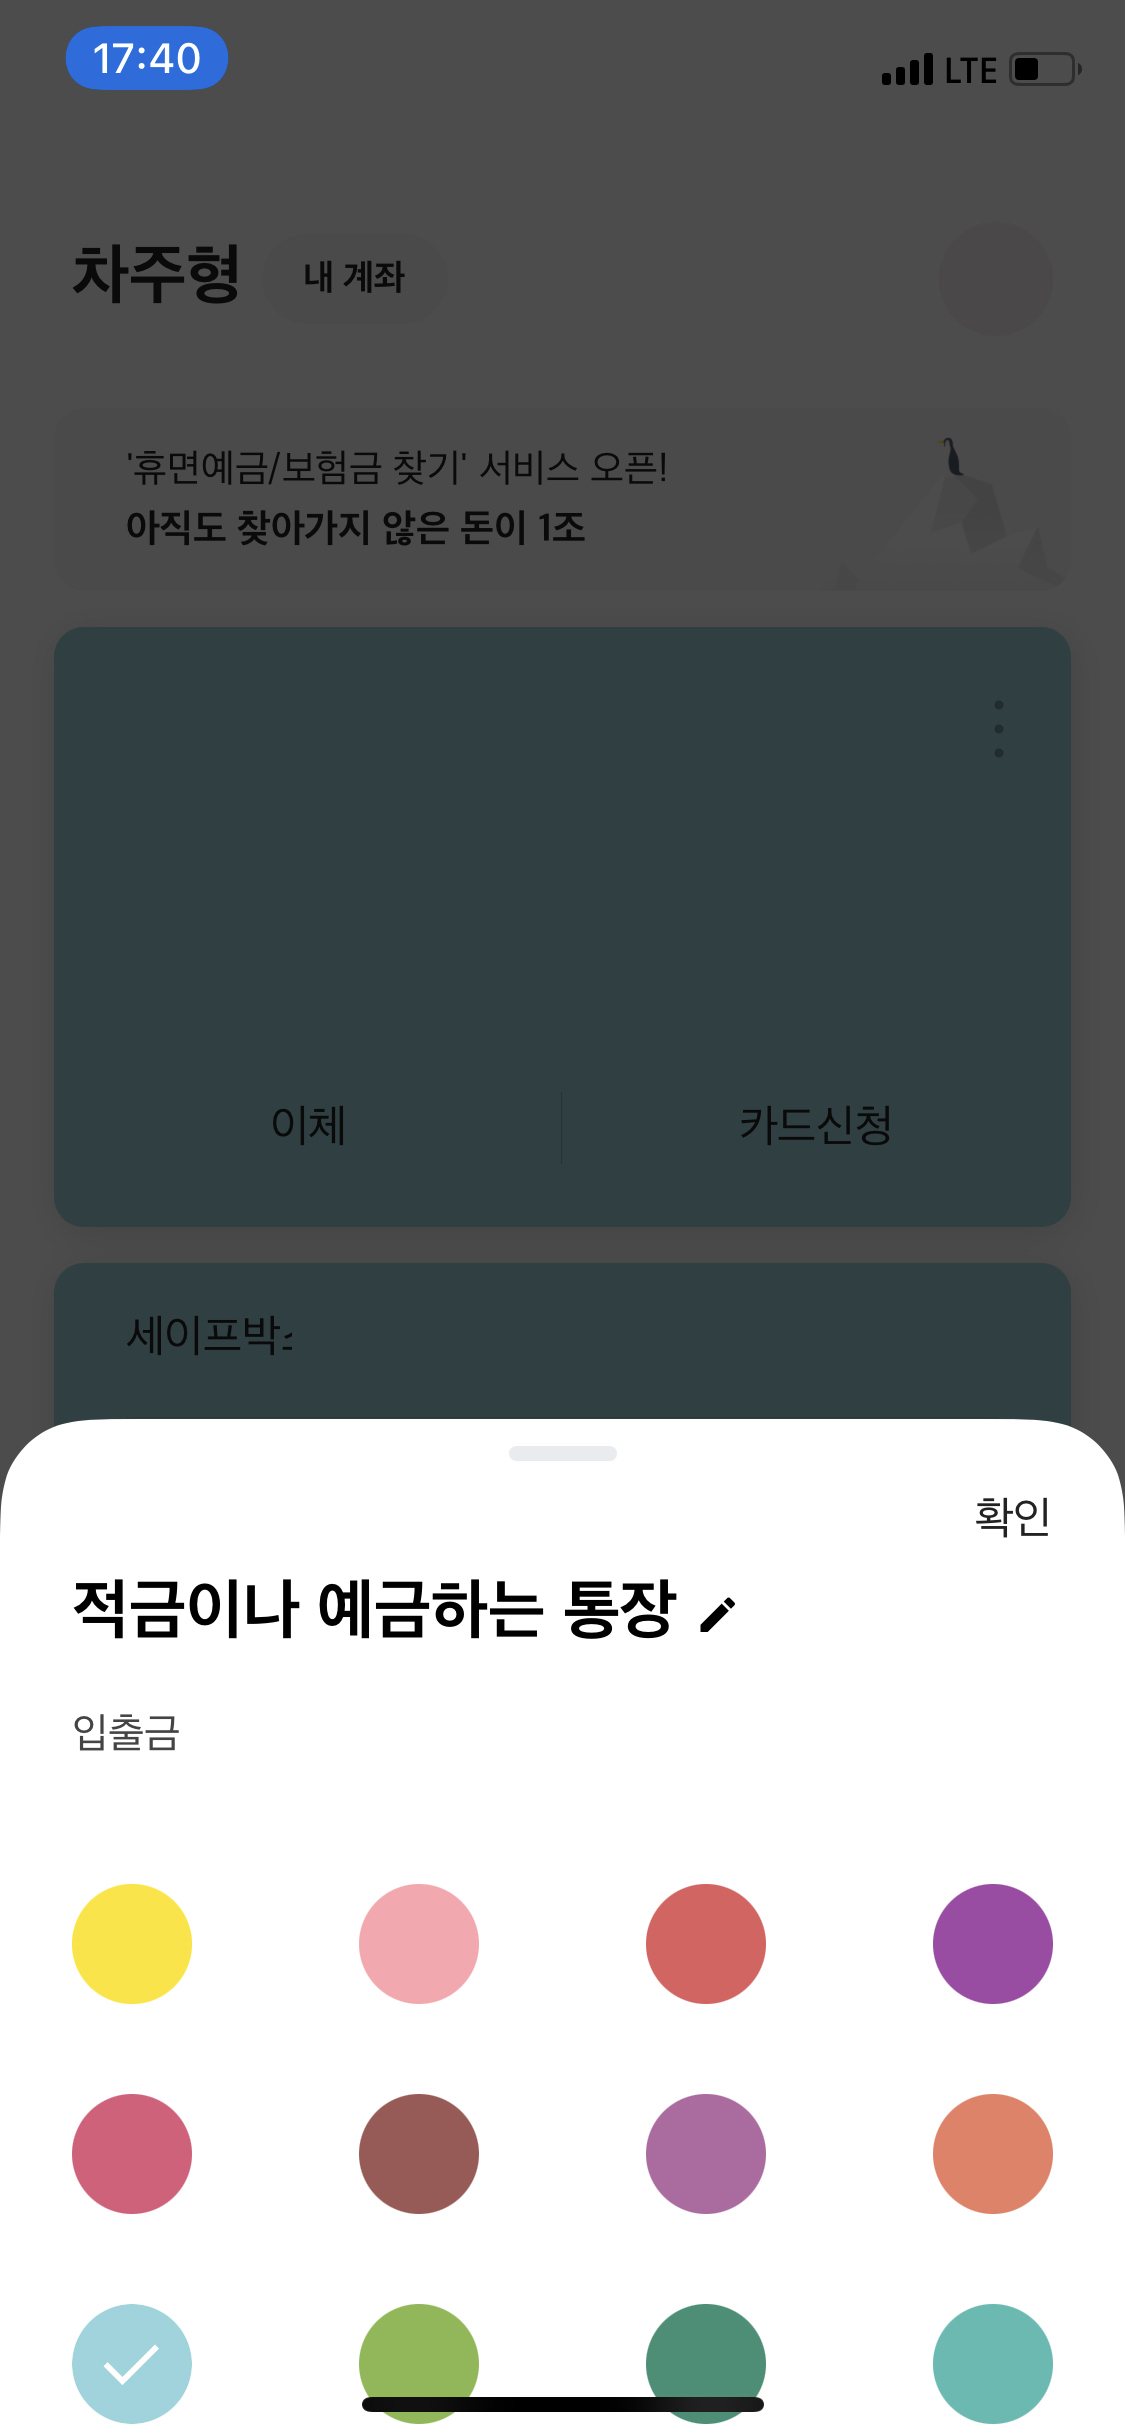 17:40
LTE
차주형
내 계좌
'휴면예금/보험금 찾기' 서비스 오픈!
아직도 찾아가지 않은 돈이 1조
이체
카드신청
세이프박스
확인
적금이나 예금하는 통장
입출금